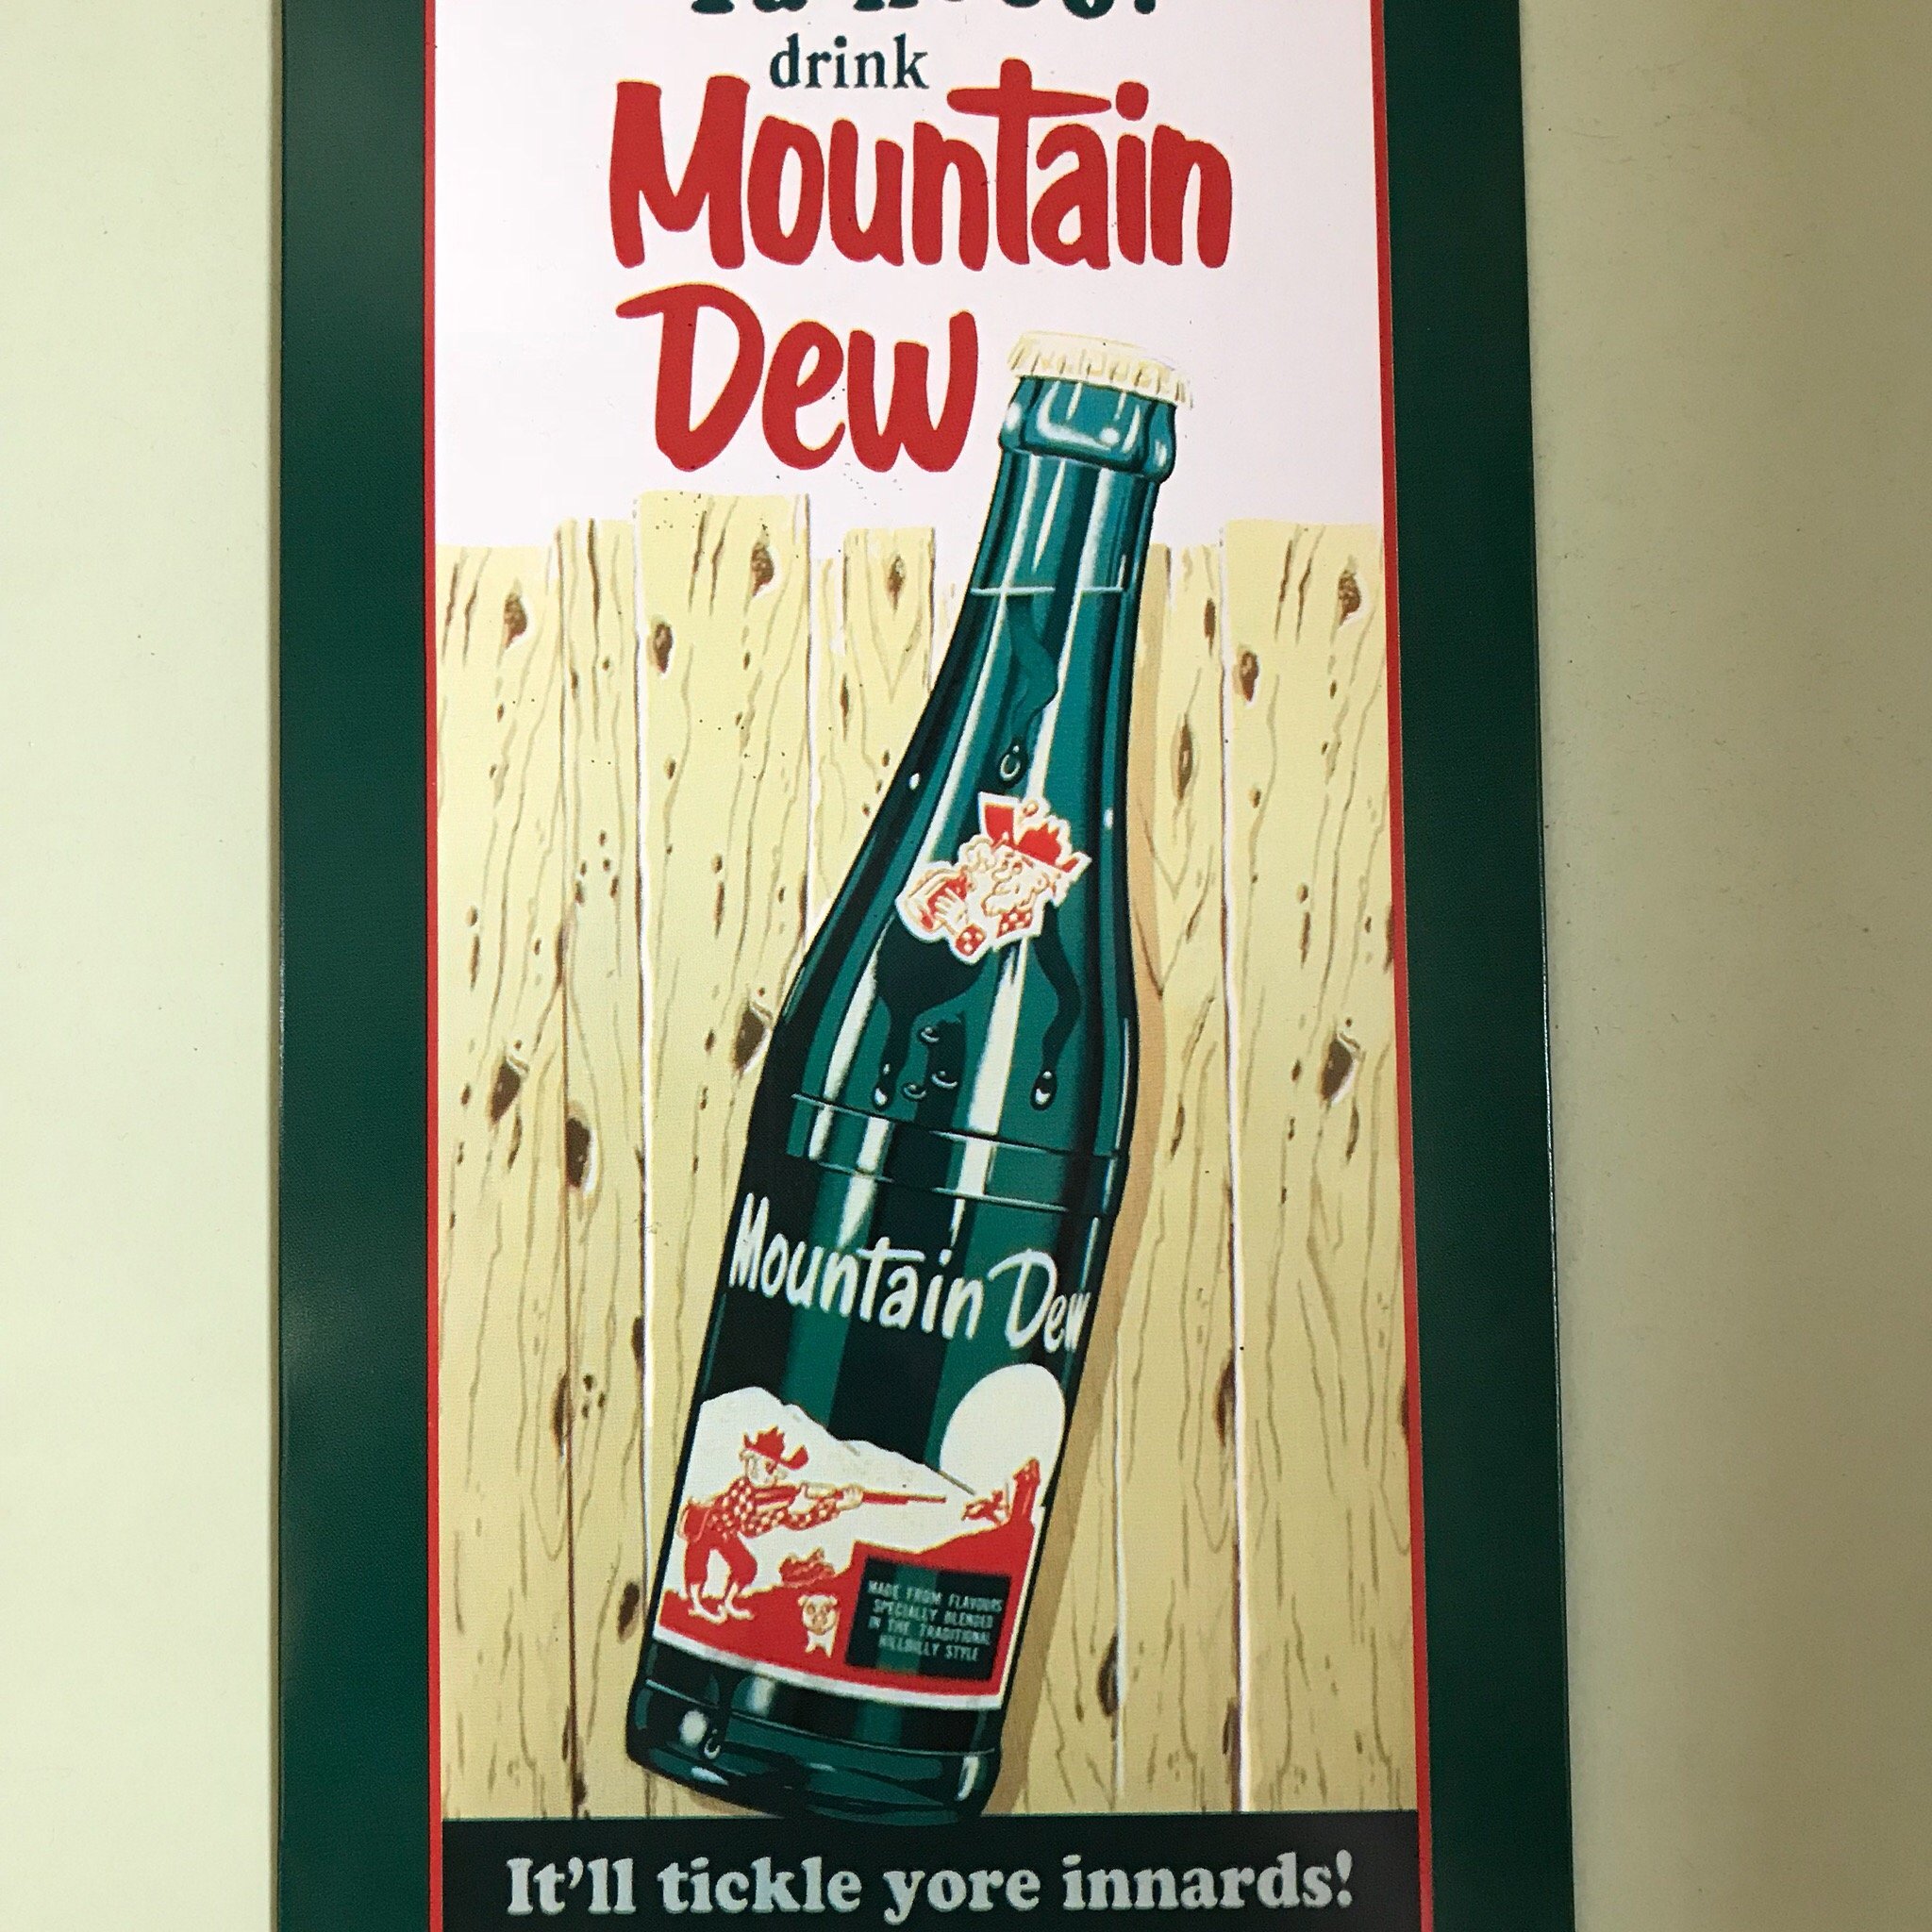 drink
Mountain
Dew
Mountain Dew
MADE FROM FLAVOURS
SPECIALLY BLENDED
IN THE TRADITIONAL
HILLBILLY STYLE
It'll tickle yore innards!